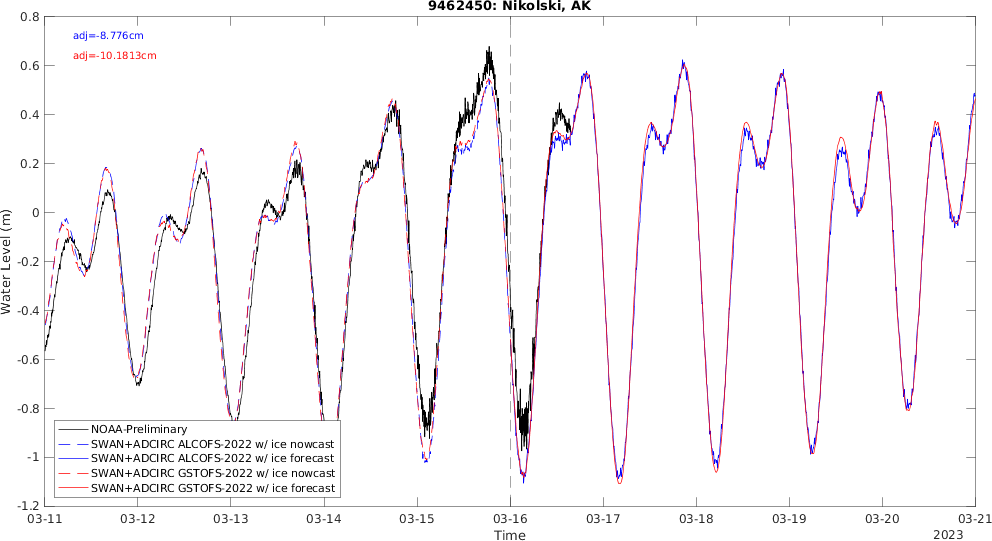 9462450: Nikolski, AK
adj=-8.776cm
adj=-10.1813cm
Water Level (m)
0.8
0.6
0.4
0.2
0
-0.2
-0.4
-0.6
-0.8
-1
-1.2
NOAA-Preliminary
SWAN+ADCIRC ALCOFS-2022 w/ ice nowcast
SWAN+ADCIRC ALCOFS-2022 w/ ice forecast
SWAN+ADCIRC GSTOFS-2022 w/ ice nowcast
SWAN+ADCIRC GSTOFS-2022 w/ ice forecast
03-11 03-12 03-13 03-14 03-15 03-16 03-17 03-18 03-19 03-20 03-21
Time
2023